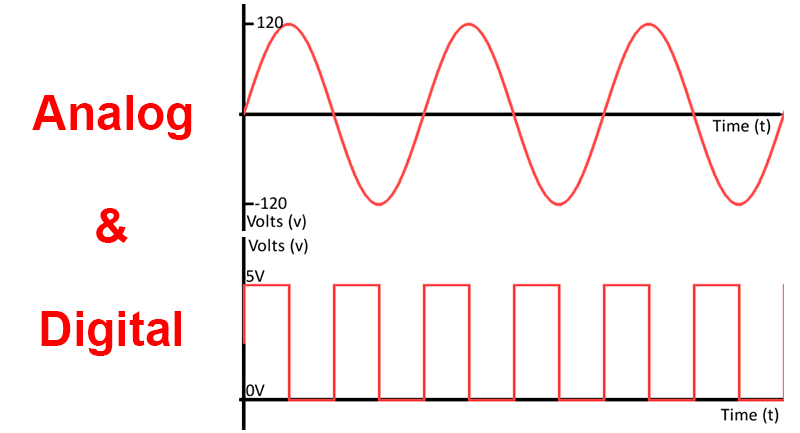 Analog
&
Digital
120
Time (t)
-120
Volts (v)
Volts (v)
5V
0V
Time (t)